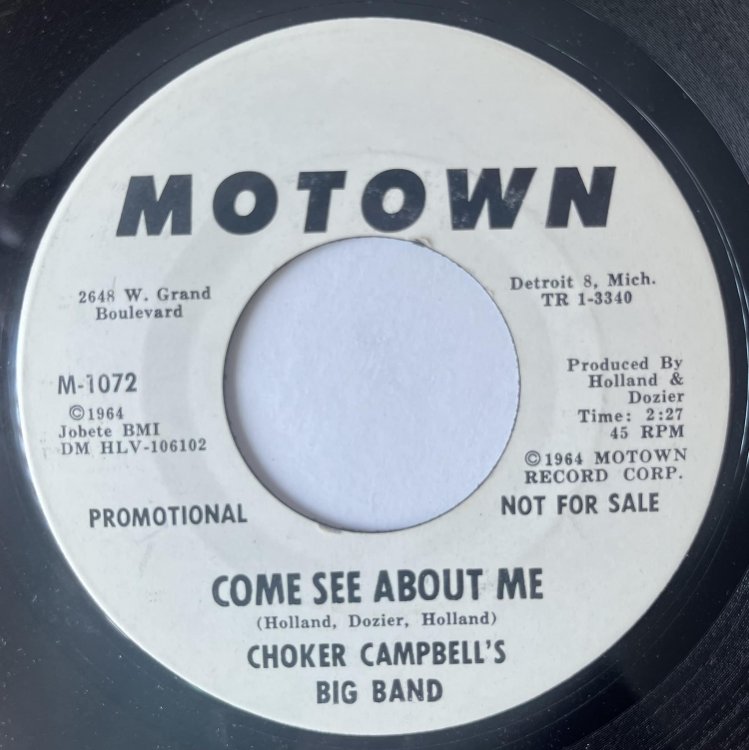 MOTOWN
2648 W. Grand
Boulevard
Detroit 8, Mich.
TR 1-3340
M-1072
©1964
Jobete BMI
DM HLV-106102
Produced By
Holland &
Dozier
Time: 2:27
45 RPM
©1964 MOTOWN
RECORD CORP.
PROMOTIONAL
NOT FOR SALE
COME SEE ABOUT ME
(Holland, Dozier, Holland)
CHOKER CAMPBELL'S
BIG BAND